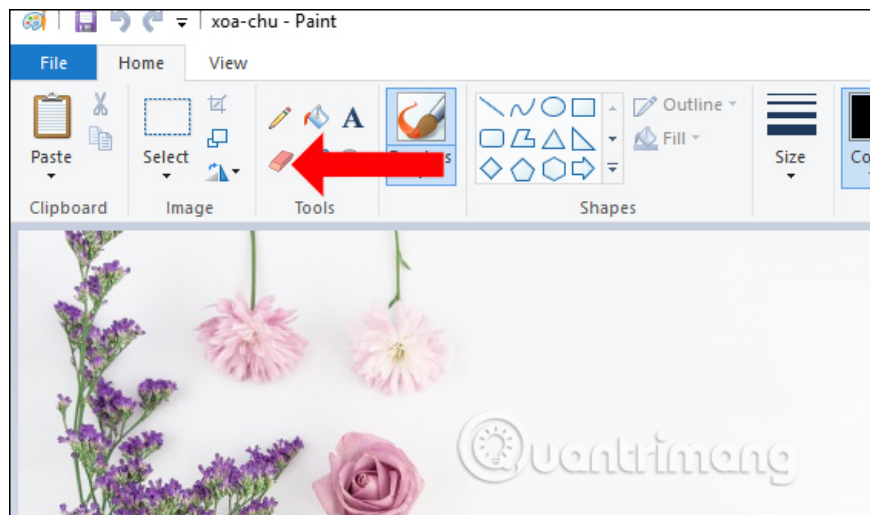 xoa-chu - Paint
File Home View
Outline
Fill
Paste Select Size
Clipboard Image Tools Shapes
Quantrimang